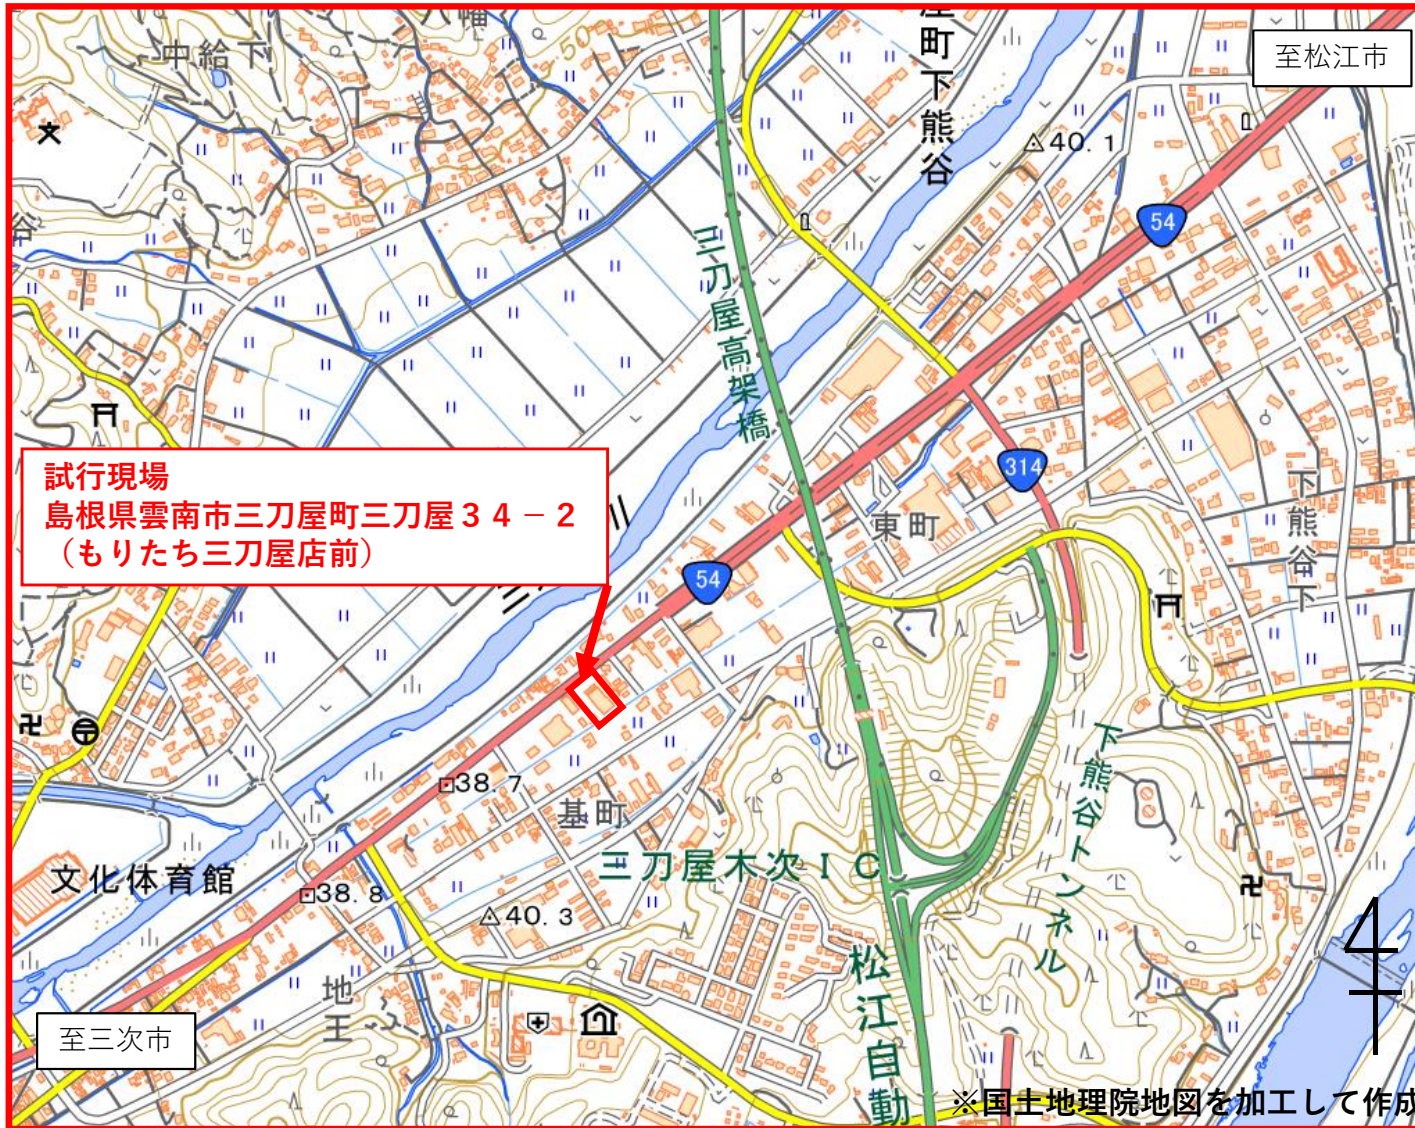 八幡
中給下
50
町下熊谷
至松江市
40.1
谷
54
三刀屋高架橋
314
試行現場
島根県雲南市三刀屋町三刀屋34-2
（もりたち三刀屋店前）
東町
下熊谷下
54
38.7
基町
下熊谷トンネル
三刀屋木次IC
文化体育館
38.8
40.3
松江自動
地王
至三次市
※国土地理院地図を加工して作成